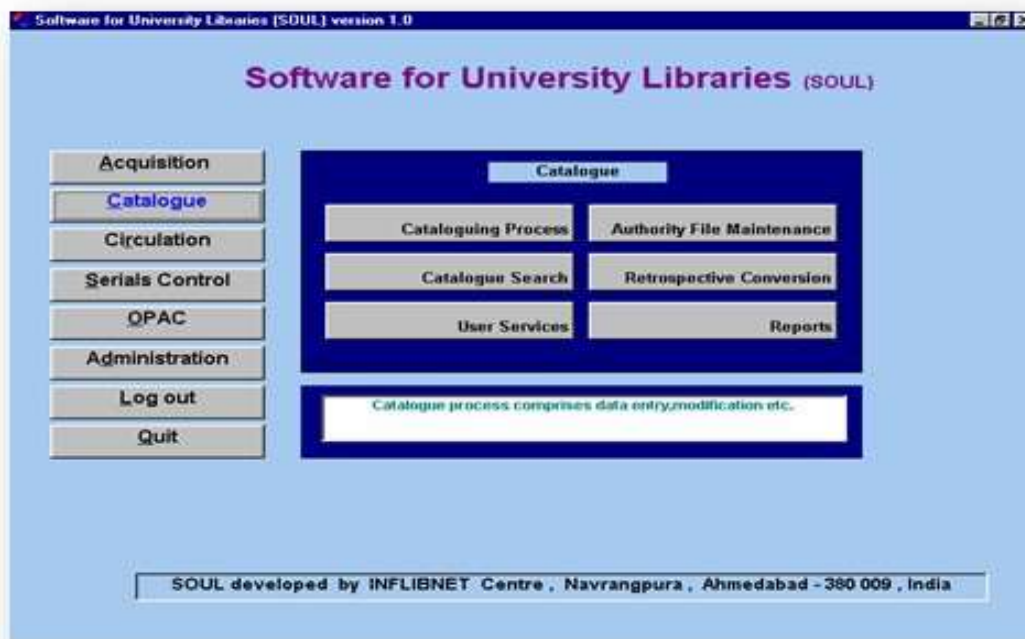 Software for University Libraries (SOUL) version 1.0
Software for University Libraries (SOUL)
Acquisition
Catalogue
Circulation
Serials Control
OPAC
Administration
Log out
Quit
Catalogue
Cataloguing Process
Authority File Maintenance
Catalogue Search
Retrospective Conversion
User Services
Reports
Catalogue process comprises data entry,modification etc.
SOUL developed by INFLIBNET Centre , Navrangpura , Ahmedabad - 380 009 , India